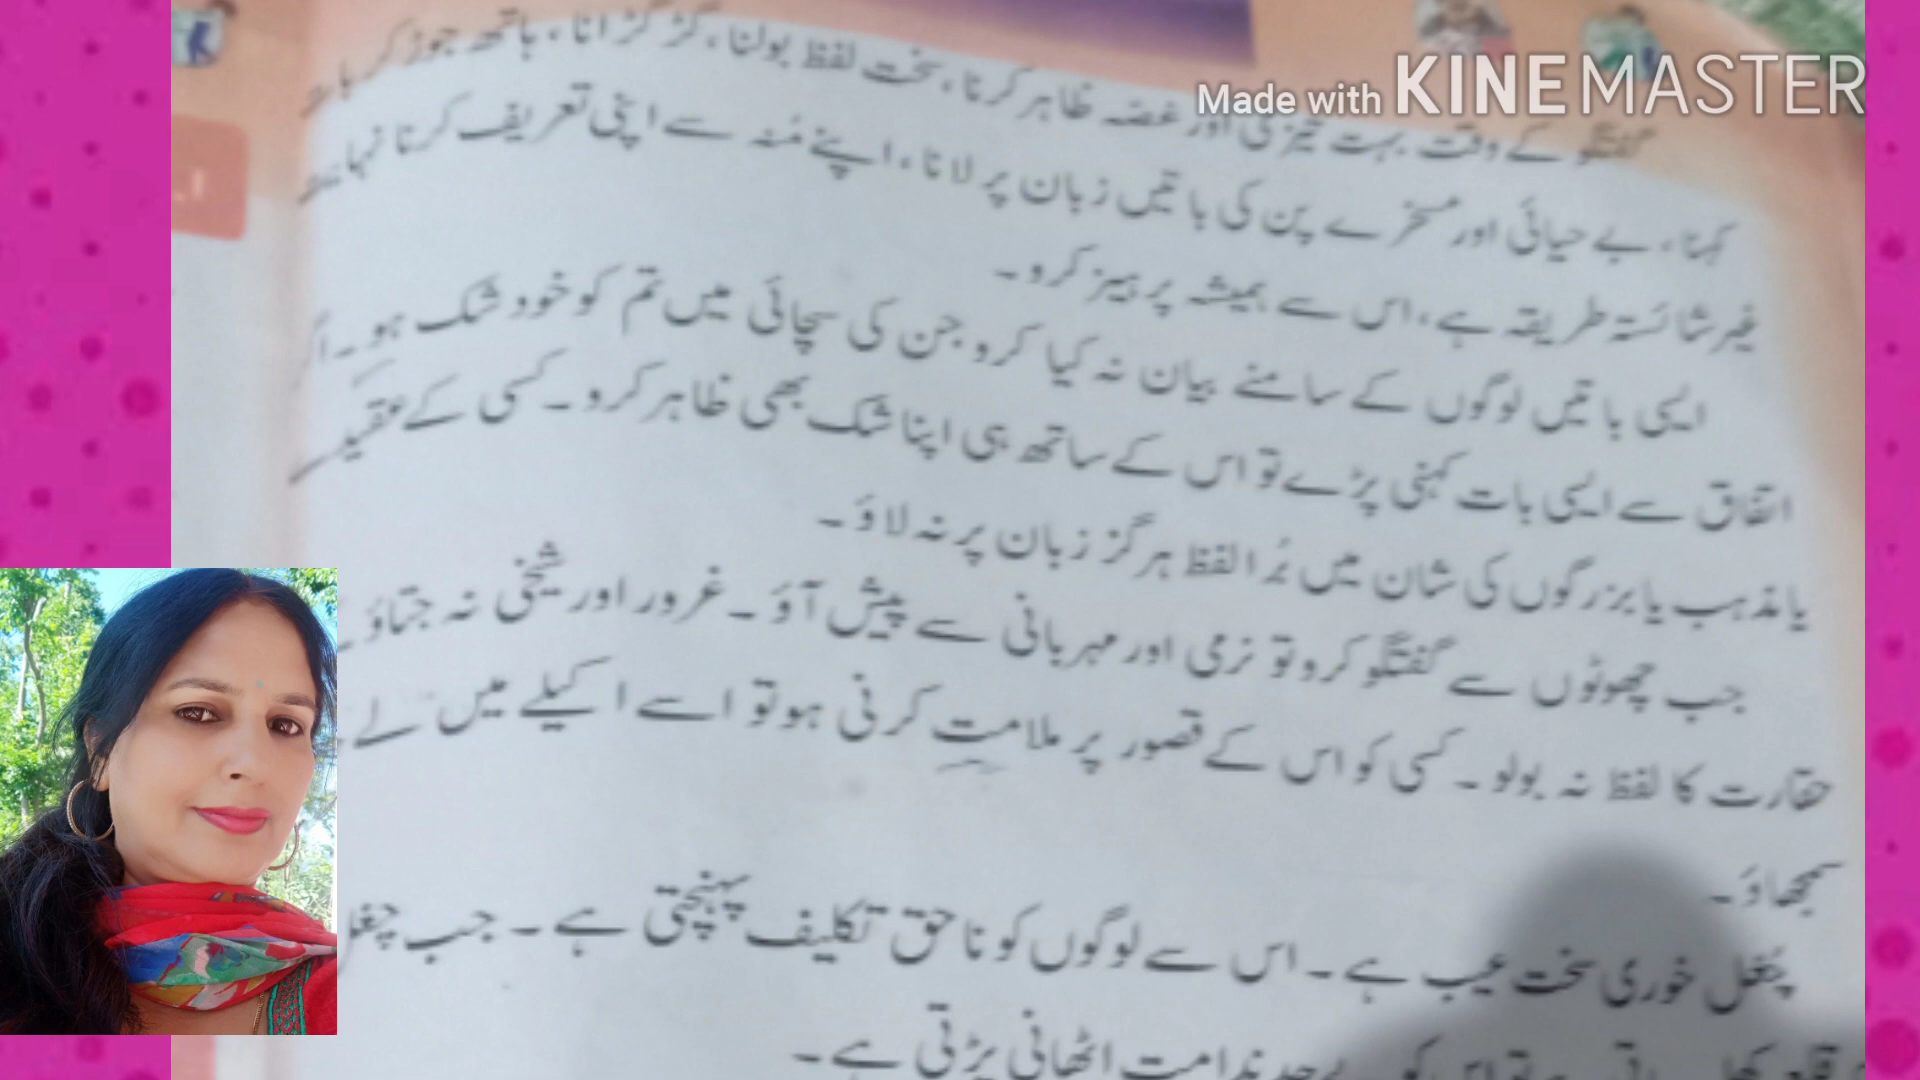 Made with KINEMASTER
گفتگو کے وقت بہت تیزی اور غصہ ظاہر کرنا، سخت لفظ بولنا، گڑگڑانا، ہاتھ جوڑ کر
کہنا، بے حیائی اور مسخرے پن کی باتیں زبان پر لانا، اپنے مُنہ سے اپنی تعریف کرنا
غیر شائستہ طریقہ ہے، اس سے ہمیشہ پرہیز کرو۔
ایسی باتیں لوگوں کے سامنے بیان نہ کیا کرو جن کی سچائی میں تم کو خود شک ہو۔ اگر
اتفاق سے ایسی بات کہنی پڑے تو اس کے ساتھ ہی اپنا شک بھی ظاہر کرو۔ کسی کے عقیدے
یا مذہب یا بزرگوں کی شان میں بُرا لفظ ہرگز زبان پر نہ لاؤ۔
جب چھوٹوں سے گفتگو کرو تو نرمی اور مہربانی سے پیش آؤ۔ غرور اور شیخی نہ جتاؤ
حقارت کا لفظ نہ بولو۔ کسی کو اس کے قصور پر ملامت کرنی ہو تو اسے اکیلے میں لے
سمجھاؤ۔
چُغل خوری سخت عیب ہے۔ اس سے لوگوں کو ناحق تکلیف پہنچتی ہے۔ جب چغل
ندامت اٹھانی پڑتی ہے۔